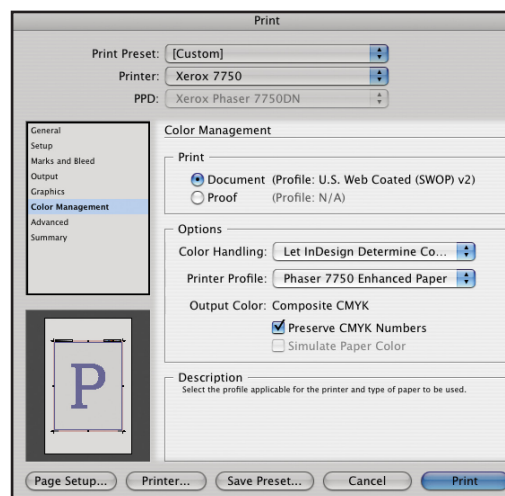 Print
Print Preset: [Custom]
Printer: Xerox 7750
PPD: Xerox Phaser 7750DN
General
Setup
Marks and Bleed
Output
Graphics
Color Management
Advanced
Summary
Color Management
Print
Document (Profile: U.S. Web Coated (SWOP) v2)
Proof (Profile: N/A)
Options
Color Handling: Let InDesign Determine Co...
Printer Profile: Phaser 7750 Enhanced Paper
Output Color: Composite CMYK
Preserve CMYK Numbers
Simulate Paper Color
Description
Select the profile applicable for the printer and type of paper to be used.
P
Page Setup... Printer... Save Preset... Cancel Print